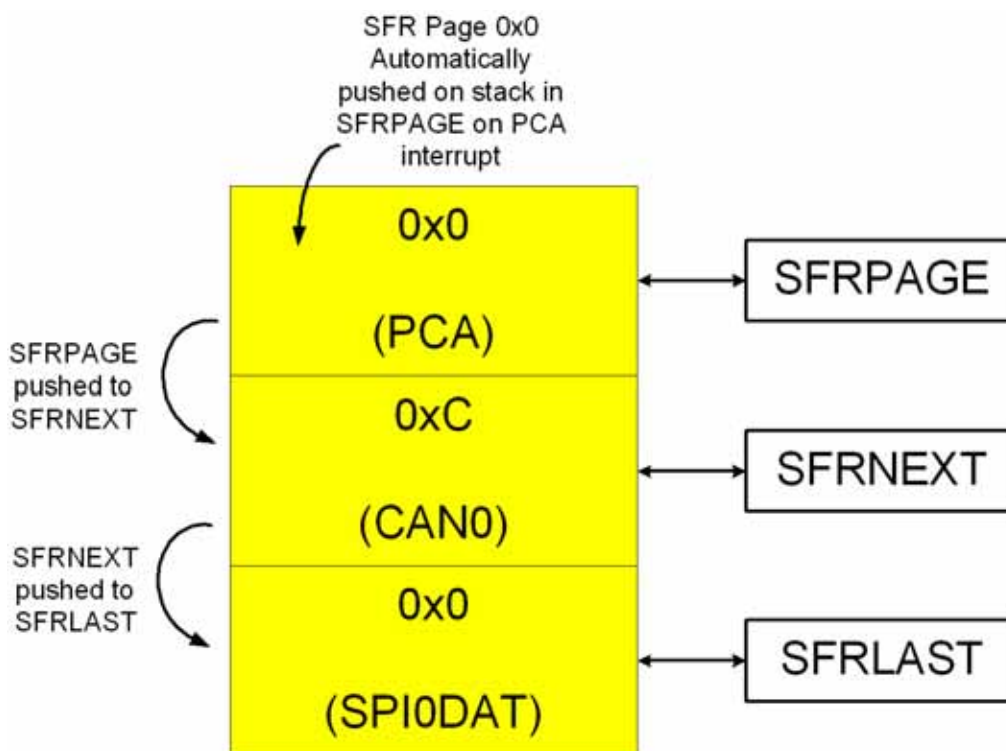 SFR Page 0x0
Automatically
pushed on stack in
SFRPAGE on PCA
interrupt
0x0
(PCA)
SFRPAGE
SFRPAGE
pushed to
SFRNEXT
0xC
(CAN0)
SFRNEXT
SFRNEXT
pushed to
SFRLAST
0x0
(SPI0DAT)
SFRLAST